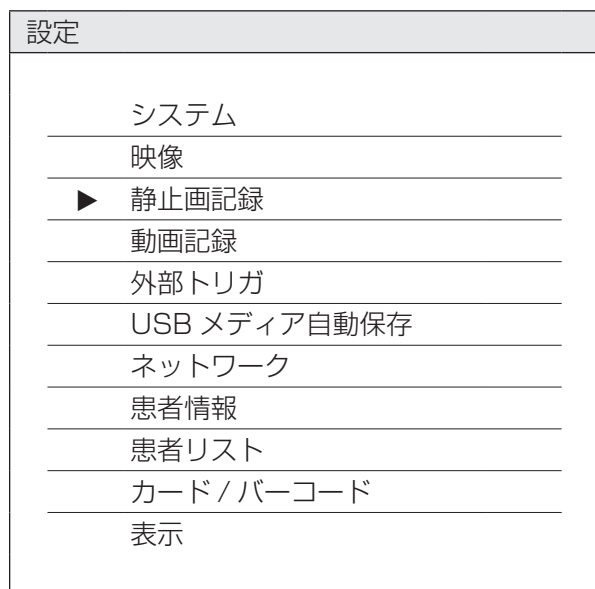 設定
システム
映像
▶ 静止画記録
動画記録
外部トリガ
USB メディア自動保存
ネットワーク
患者情報
患者リスト
カード / バーコード
表示